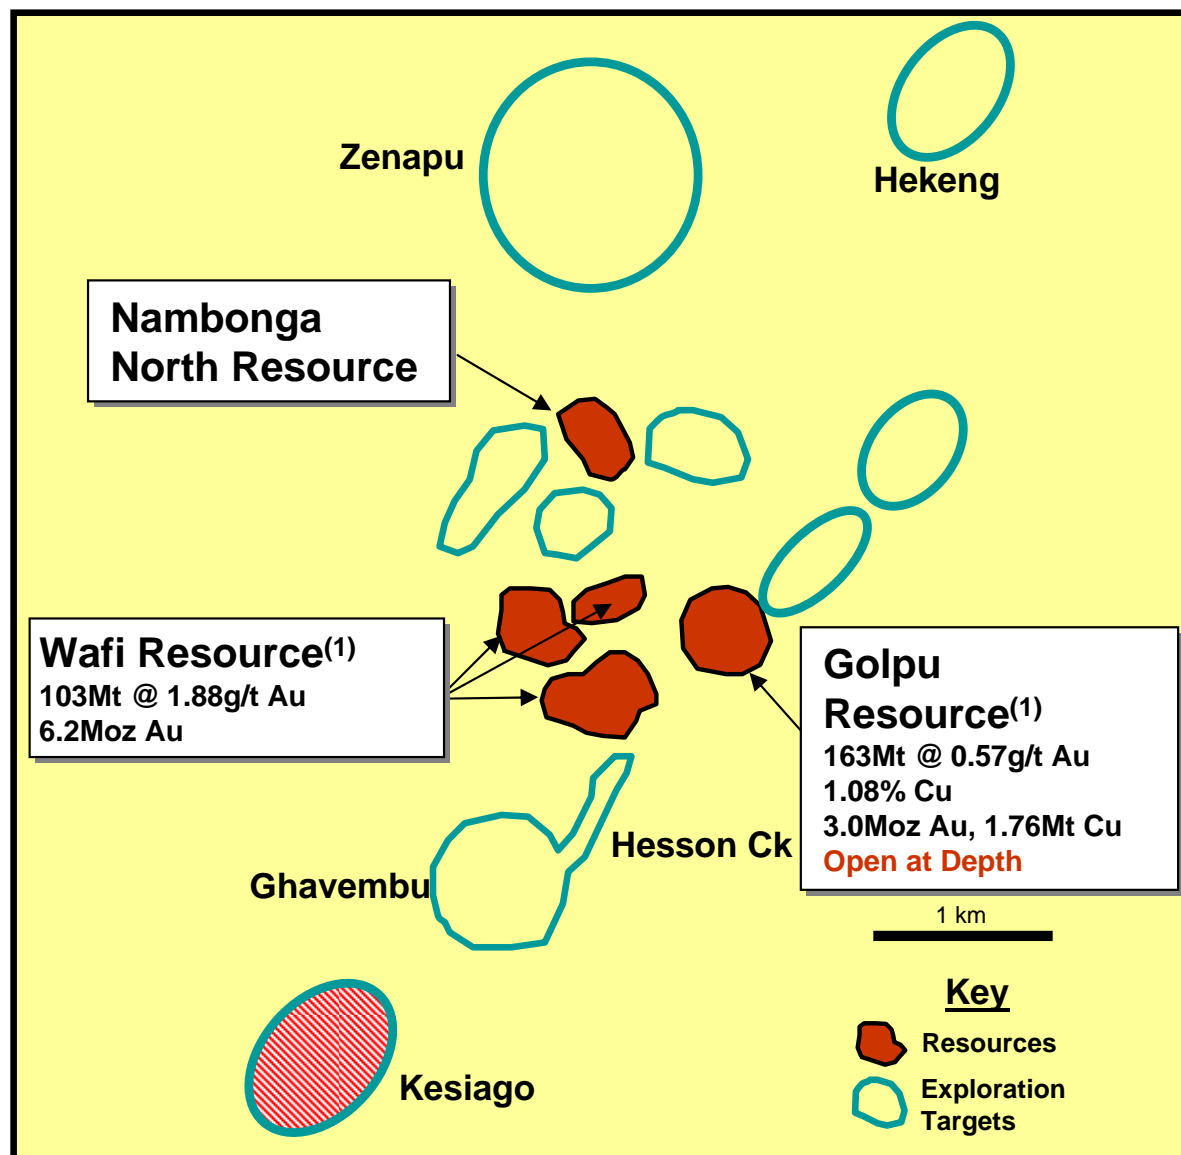 Zenapu
Hekeng
Nambonga
North Resource
Wafi Resource(1)
103Mt @ 1.88g/t Au
6.2Moz Au
Golpu
Resource(1)
163Mt @ 0.57g/t Au
1.08% Cu
3.0Moz Au, 1.76Mt Cu
Open at Depth
Hesson Ck
Ghavembu
1 km
Kesiago
Key
Resources
Exploration
Targets